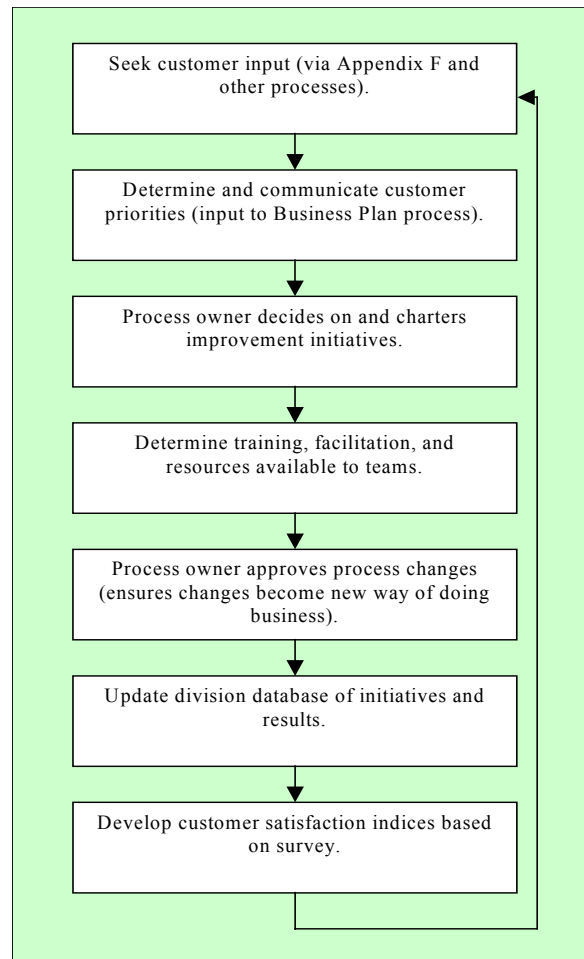 Seek customer input (via Appendix F and
other processes).
Determine and communicate customer
priorities (input to Business Plan process).
Process owner decides on and charters
improvement initiatives.
Determine training, facilitation, and
resources available to teams.
Process owner approves process changes
(ensures changes become new way of doing
business).
Update division database of initiatives and
results.
Develop customer satisfaction indices based
on survey.